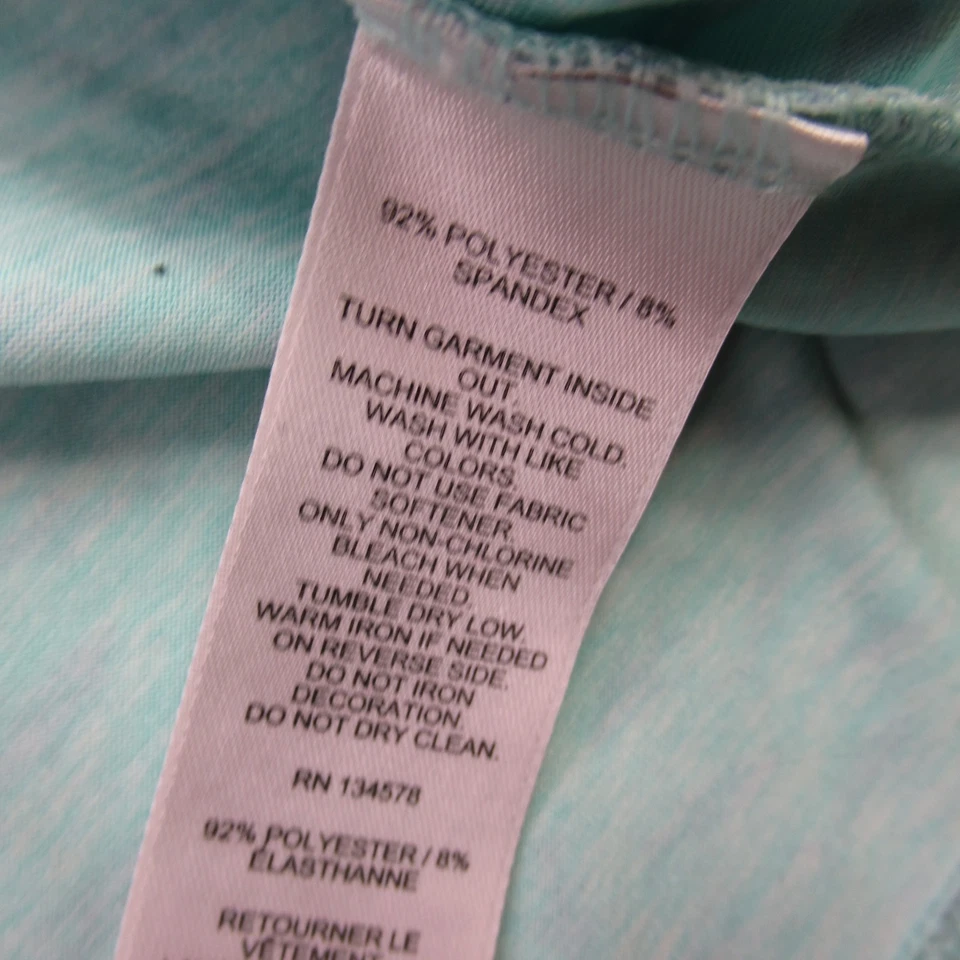 92% POLYESTER / 8%
SPANDEX
TURN GARMENT INSIDE
OUT
MACHINE WASH COLD.
WASH WITH LIKE
COLORS.
DO NOT USE FABRIC
SOFTENER
ONLY NON-CHLORINE
BLEACH WHEN
NEEDED.
TUMBLE DRY LOW.
WARM IRON IF NEEDED
ON REVERSE SIDE.
DO NOT IRON
DECORATION.
DO NOT DRY CLEAN.
RN 134578
92% POLYESTER / 8%
ÉLASTHANNE
RETOURNER LE
VÊTEMENT